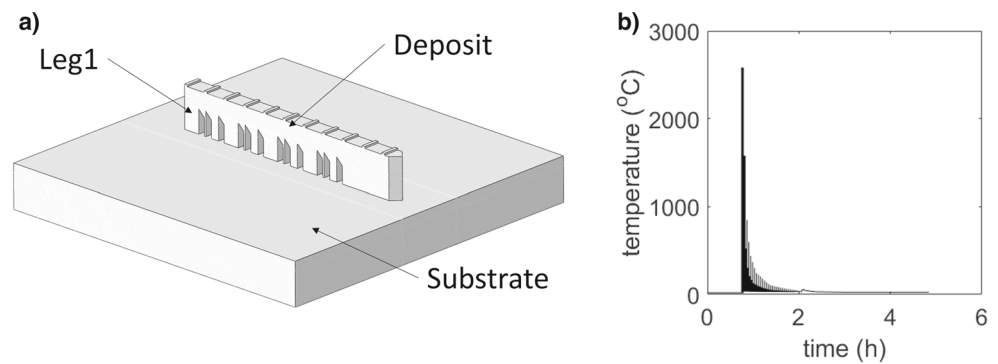 a)
Leg1
Deposit
Substrate
b)
temperature (°C)
3000
2000
1000
0
0 2 4 6
time (h)